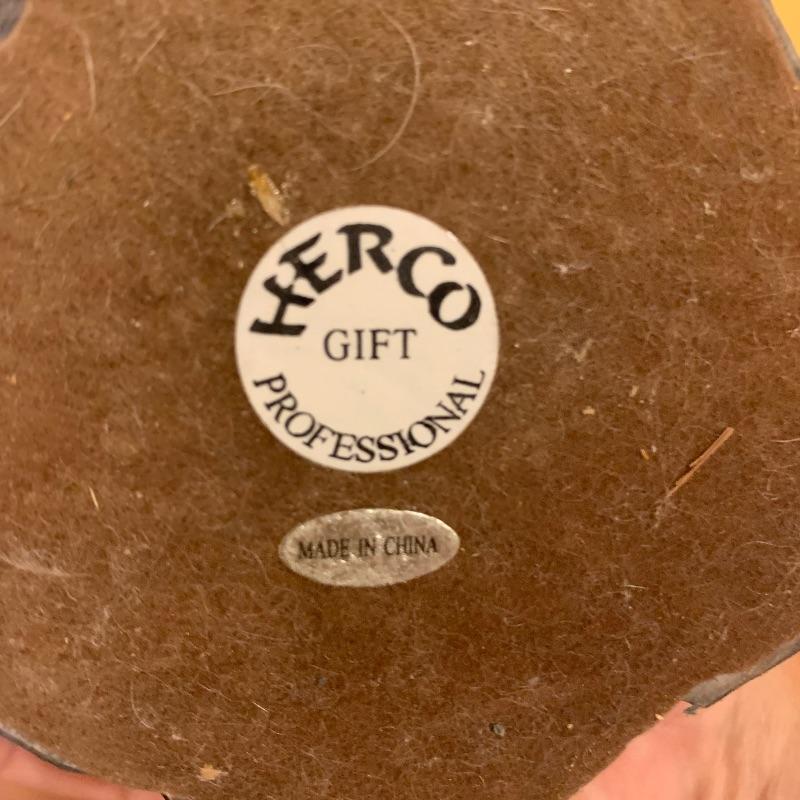 HERCO
GIFT
PROFESSIONAL
MADE IN CHINA